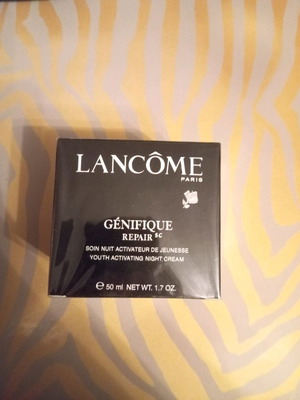 LANCÔME
PARIS
GÉNIFIQUE
REPAIR SC
SOIN NUIT ACTIVATEUR DE JEUNESSE
YOUTH ACTIVATING NIGHT CREAM
℮ 50 ml NET WT. 1.7 OZ.